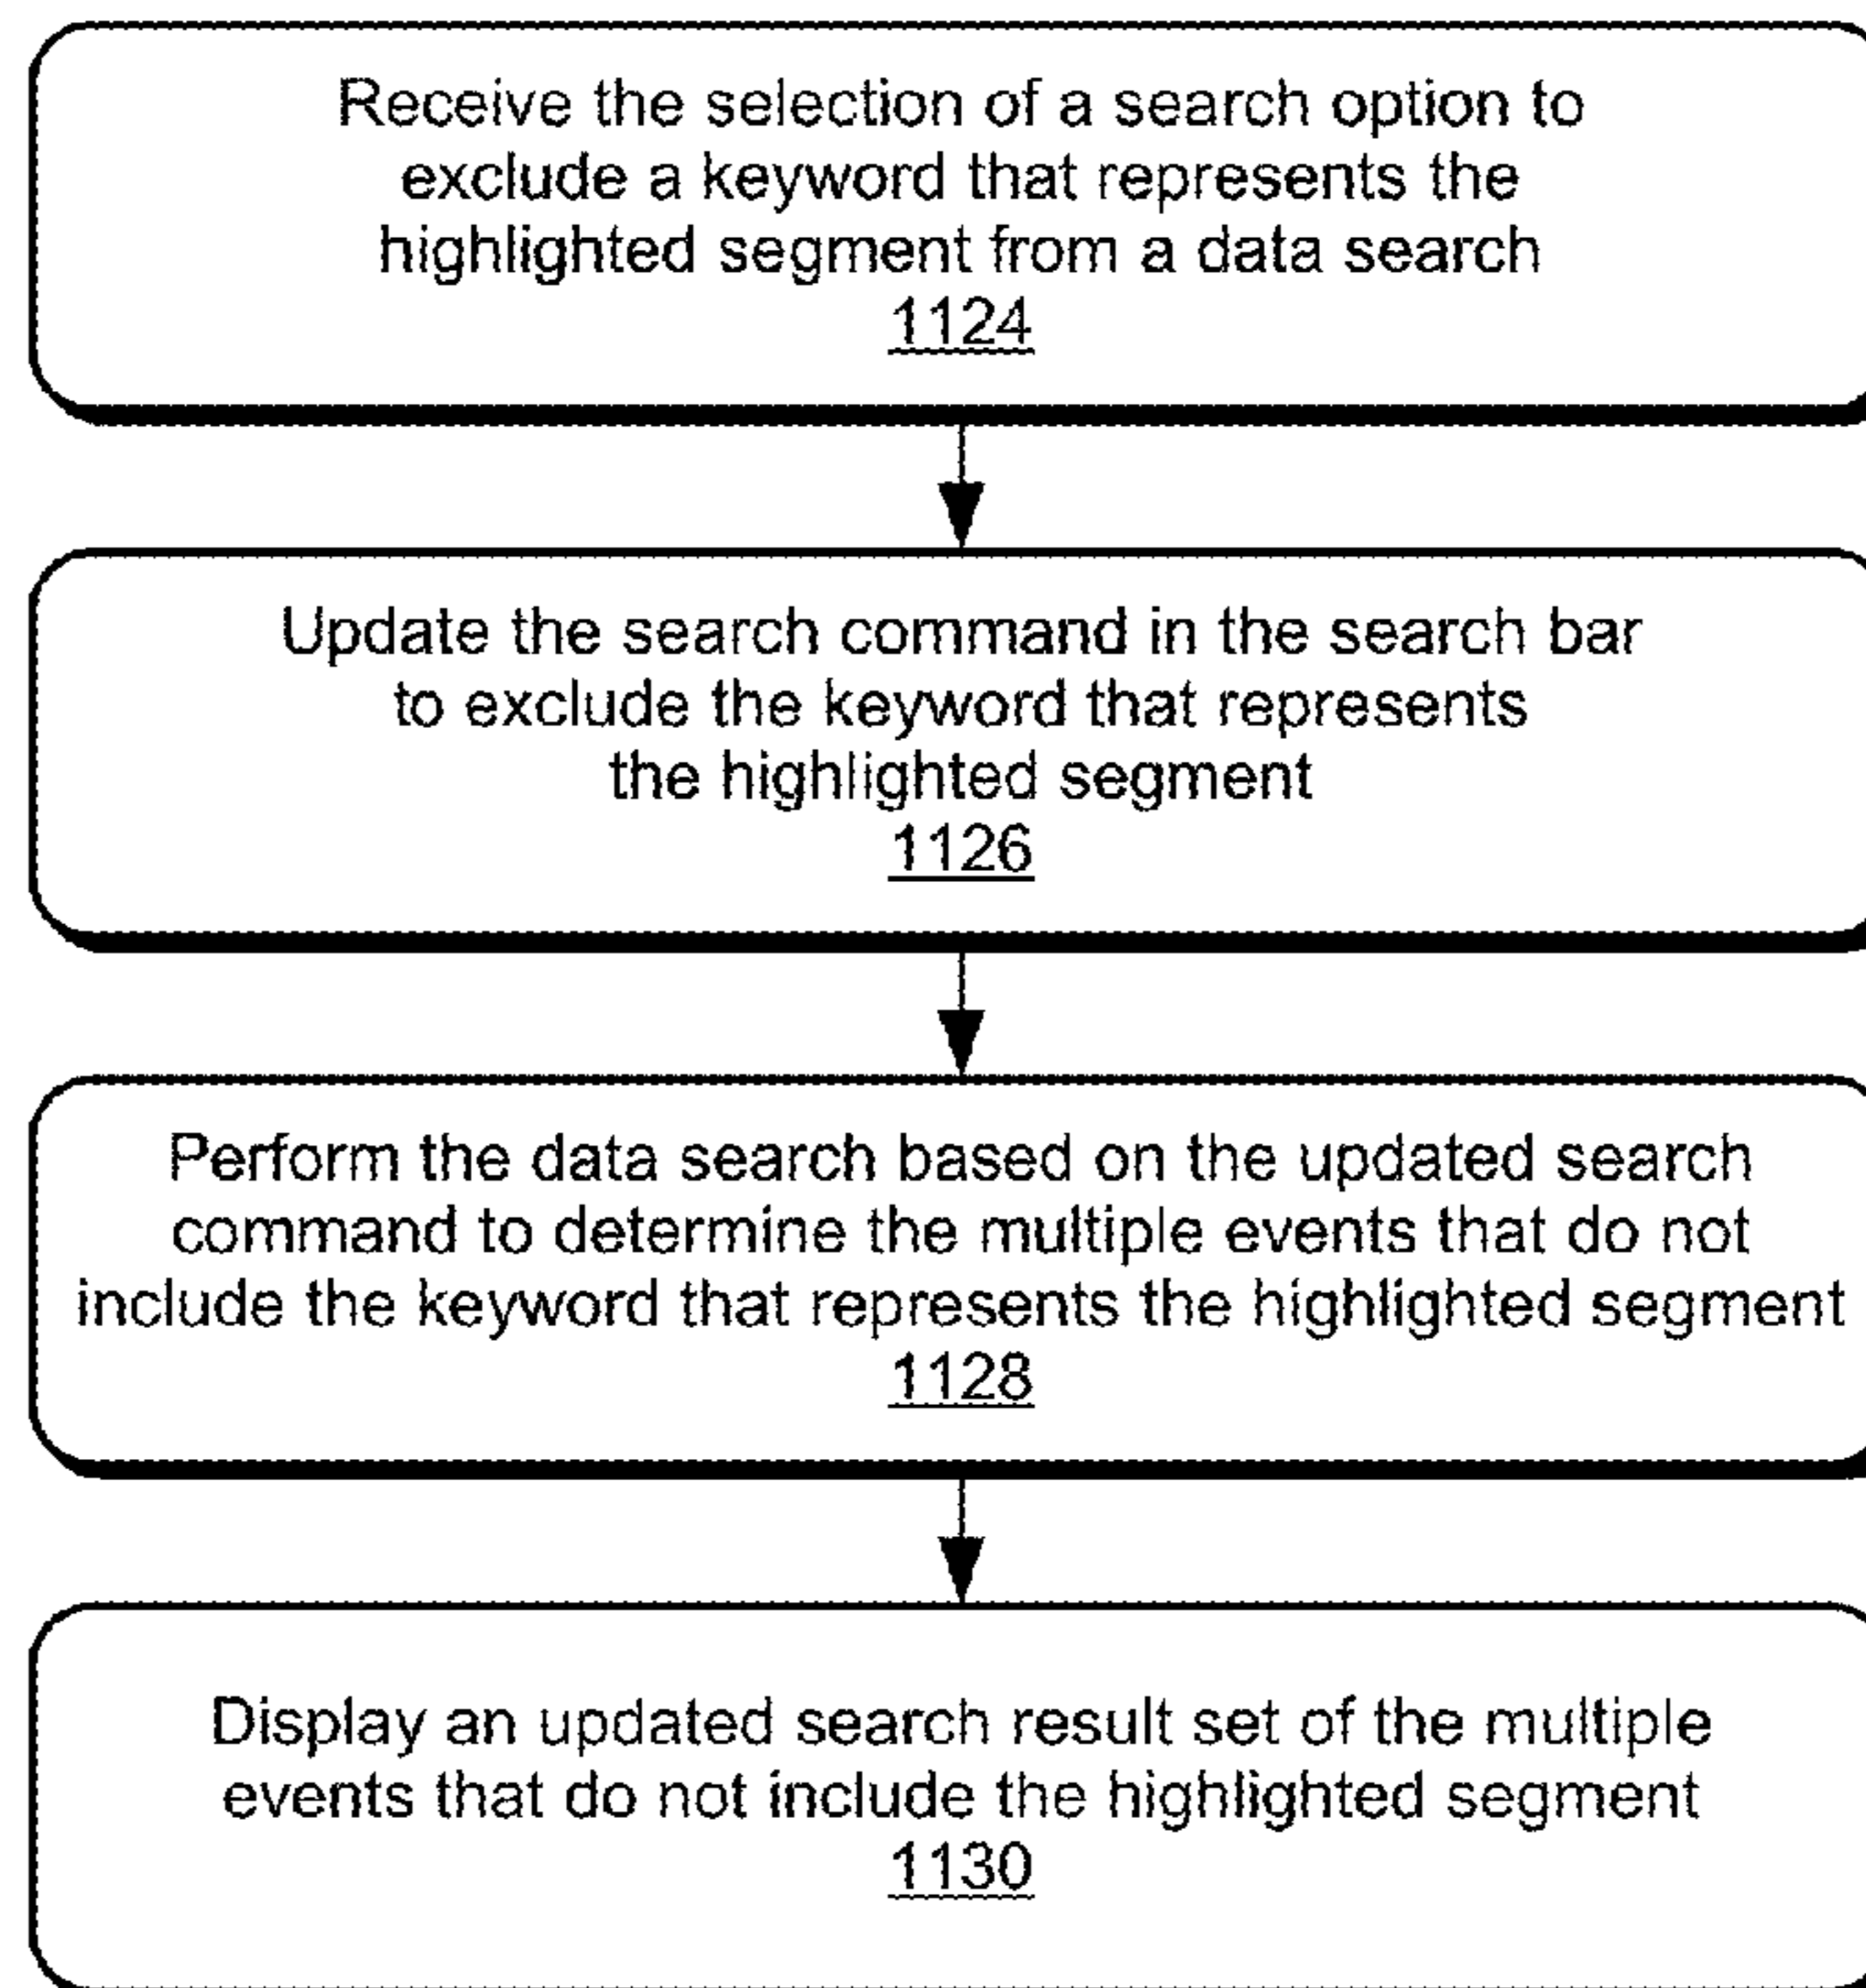 Receive the selection of a search option to
exclude a keyword that represents the
highlighted segment from a data search
1124
Update the search command in the search bar
to exclude the keyword that represents
the highlighted segment
1126
Perform the data search based on the updated search
command to determine the multiple events that do not
include the keyword that represents the highlighted segment
1128
Display an updated search result set of the multiple
events that do not include the highlighted segment
1130